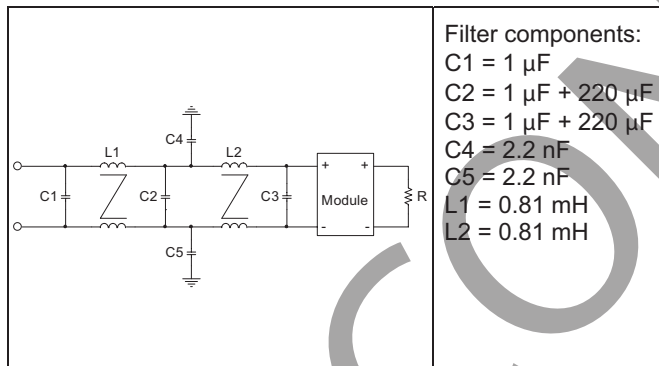 Filter components:
C1 = 1 µF
C2 = 1 µF + 220 µF
C3 = 1 µF + 220 µF
C4 = 2.2 nF
C5 = 2.2 nF
L1 = 0.81 mH
L2 = 0.81 mH
C4
L1
L2
+ +
C1
C2
C3
Module
R
- -
C5